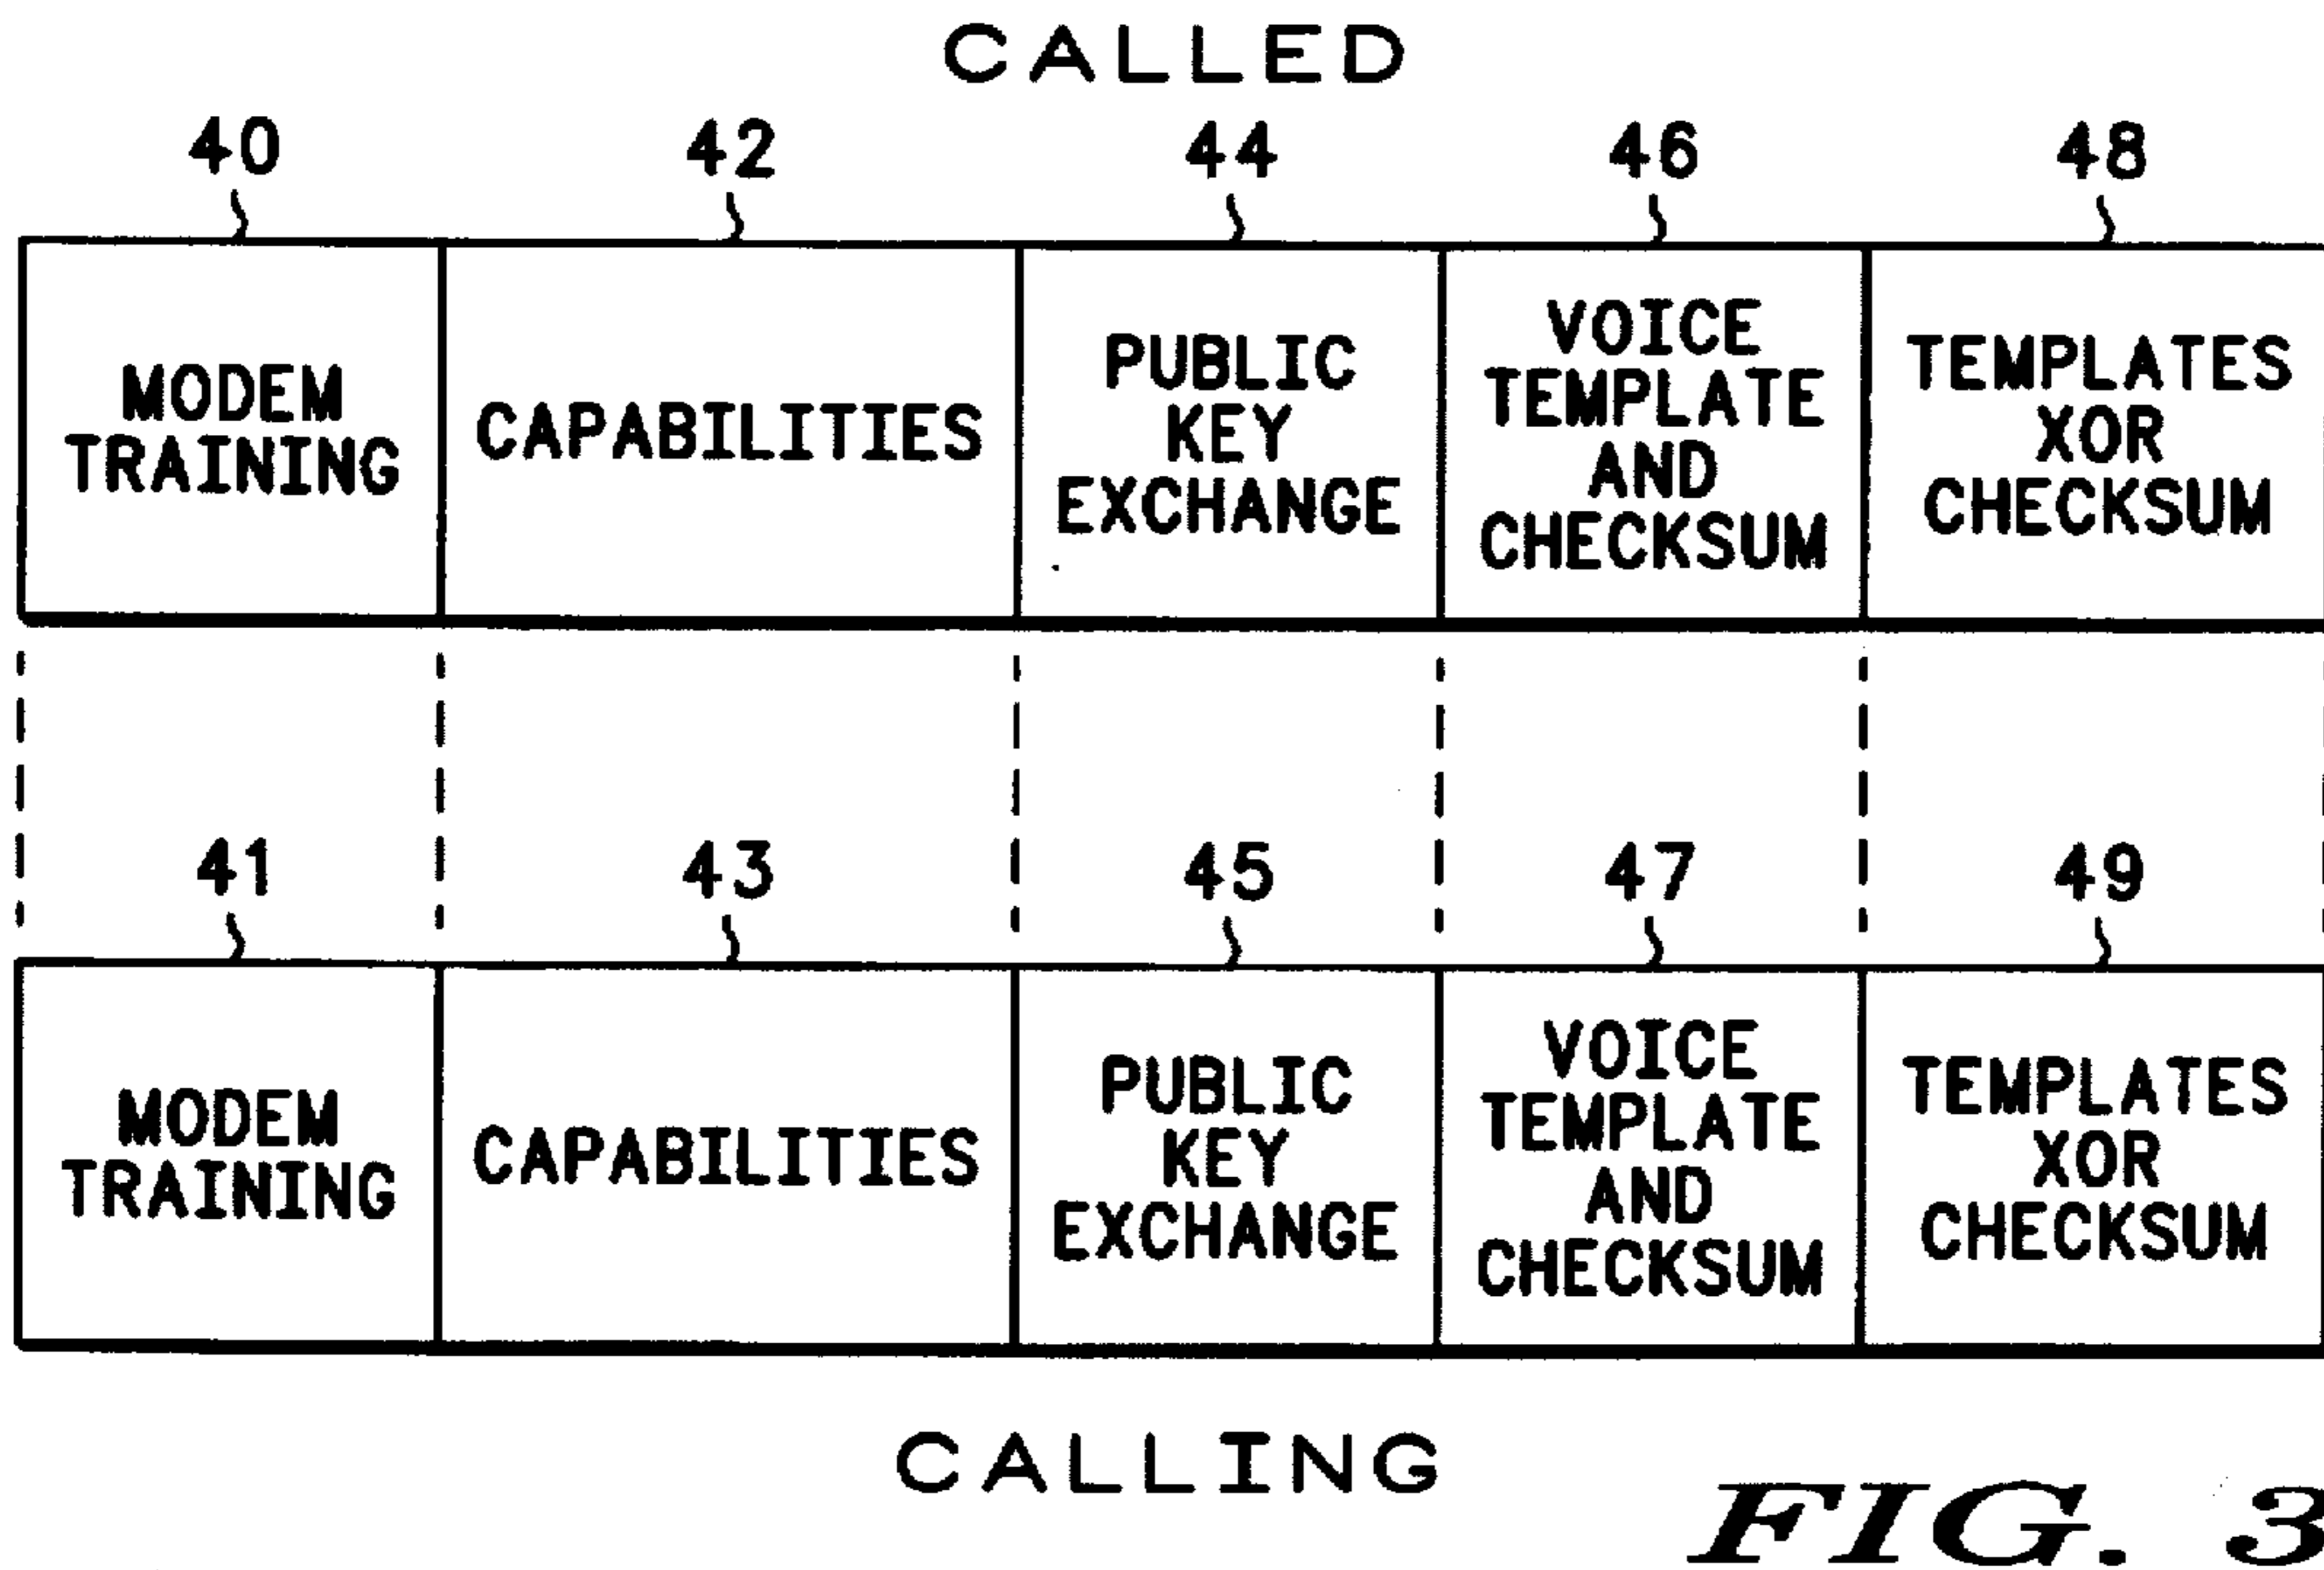 CALLED
40 42 44 46 48
MODEM
TRAINING
CAPABILITIES
PUBLIC
KEY
EXCHANGE
VOICE
TEMPLATE
AND
CHECKSUM
TEMPLATES
XOR
CHECKSUM
41 43 45 47 49
MODEM
TRAINING
CAPABILITIES
PUBLIC
KEY
EXCHANGE
VOICE
TEMPLATE
AND
CHECKSUM
TEMPLATES
XOR
CHECKSUM
CALLING
FIG. 3